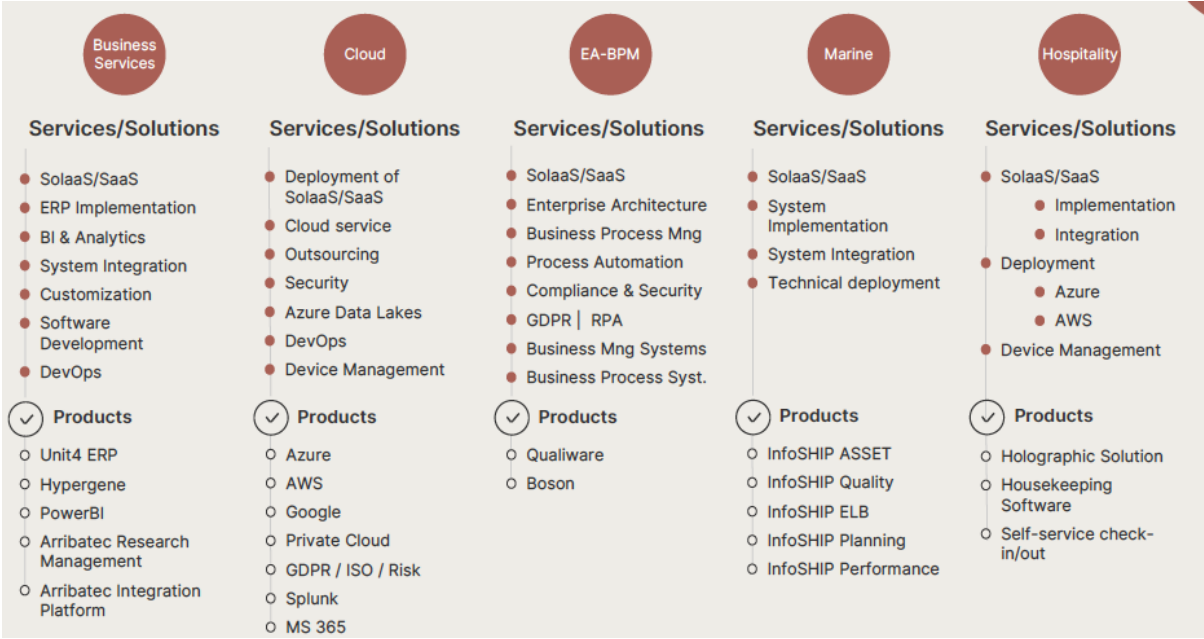 Business
Services
Services/Solutions
SolaaS/SaaS
ERP Implementation
BI & Analytics
System Integration
Customization
Software
Development
DevOps
Products
Unit4 ERP
Hypergene
PowerBI
Arribatec Research
Management
Arribatec Integration
Platform
Cloud
Services/Solutions
Deployment of
SolaaS/SaaS
Cloud service
Outsourcing
Security
Azure Data Lakes
DevOps
Device Management
Products
Azure
AWS
Google
Private Cloud
GDPR / ISO / Risk
Splunk
MS 365
EA-BPM
Services/Solutions
SolaaS/SaaS
Enterprise Architecture
Business Process Mng
Process Automation
Compliance & Security
GDPR | RPA
Business Mng Systems
Business Process Syst.
Products
Qualiware
Boson
Marine
Services/Solutions
SolaaS/SaaS
System
Implementation
System Integration
Technical deployment
Products
InfoSHIP ASSET
InfoSHIP Quality
InfoSHIP ELB
InfoSHIP Planning
InfoSHIP Performance
Hospitality
Services/Solutions
SolaaS/SaaS
Implementation
Integration
Deployment
Azure
AWS
Device Management
Products
Holographic Solution
Housekeeping
Software
Self-service check-
in/out